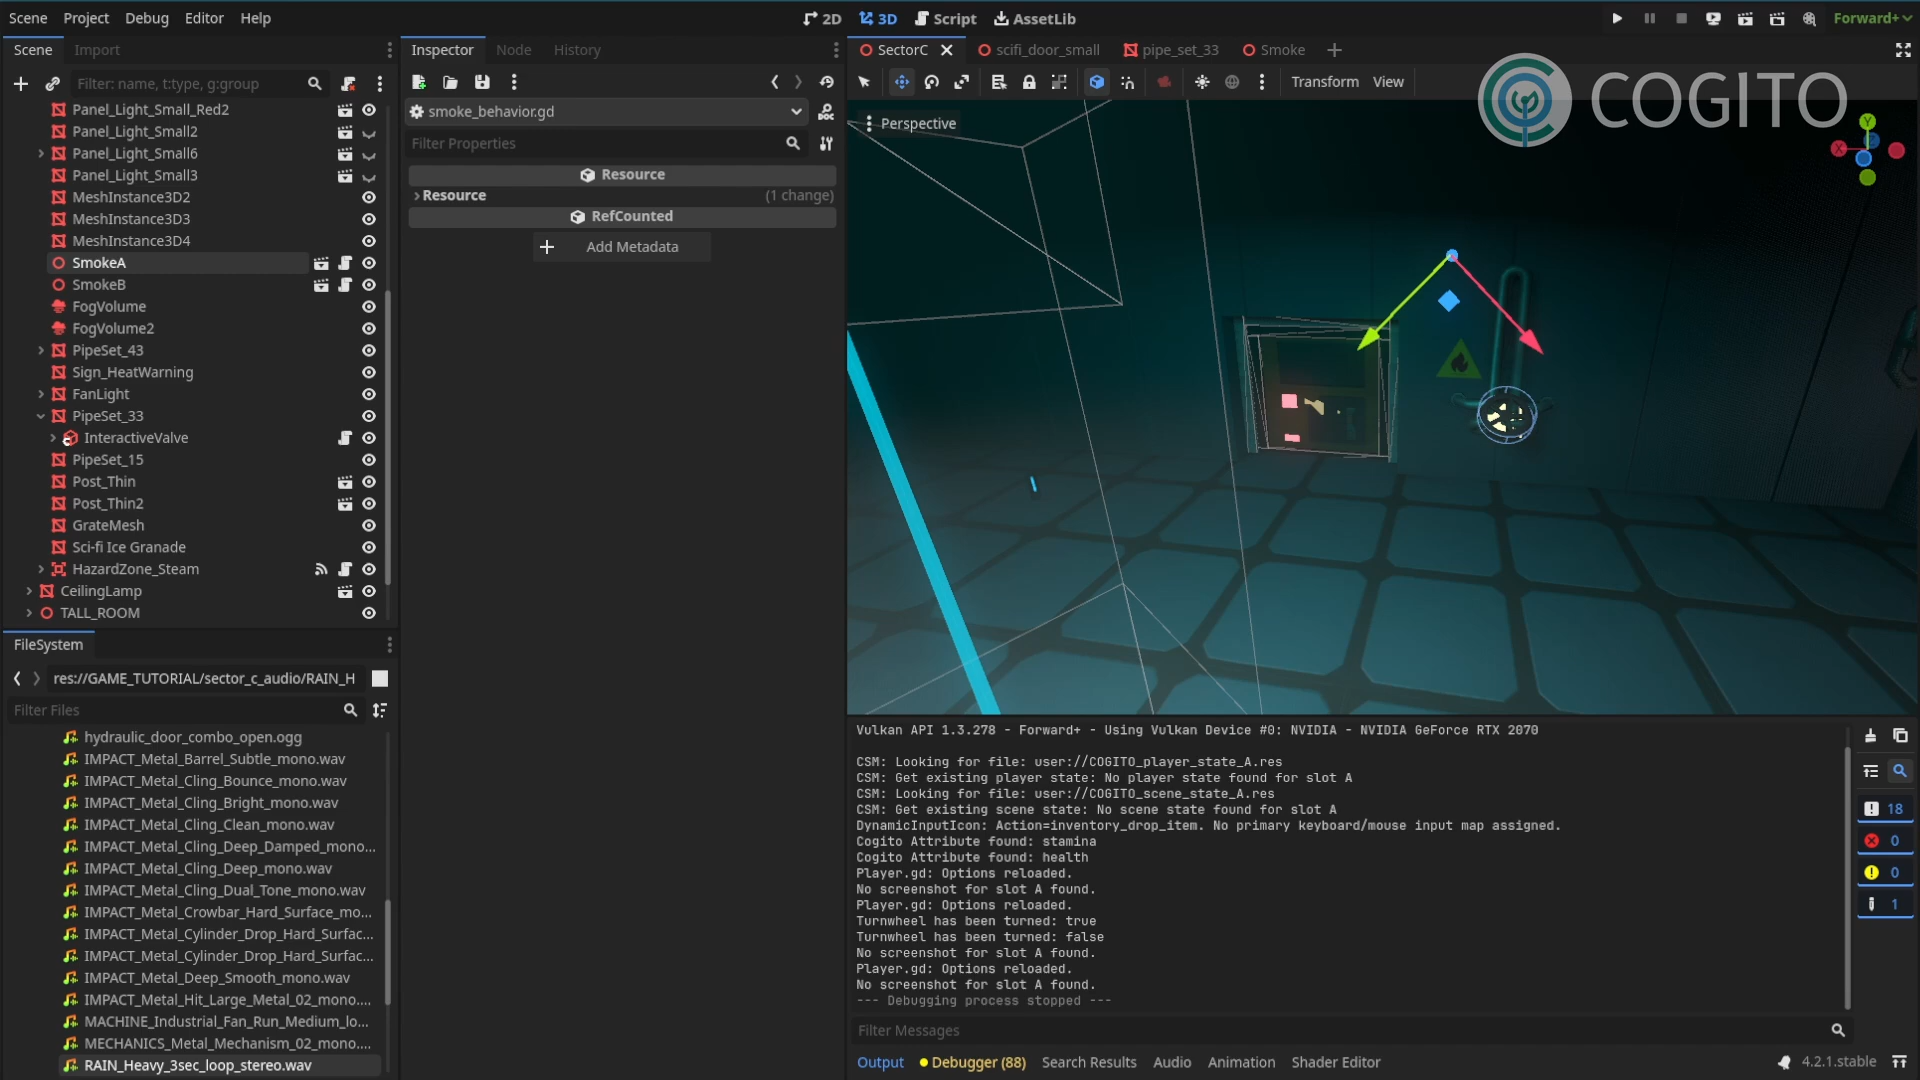 Scene Project Debug Editor Help
2D 3D Script AssetLib
Forward+
Scene Import
Filter: name, t:type, g:group
Panel_Light_Small_Red2
Panel_Light_Small2
Panel_Light_Small6
Panel_Light_Small3
MeshInstance3D2
MeshInstance3D3
MeshInstance3D4
SmokeA
SmokeB
FogVolume
FogVolume2
PipeSet_43
Sign_HeatWarning
FanLight
PipeSet_33
InteractiveValve
PipeSet_15
Post_Thin
Post_Thin2
GrateMesh
Sci-fi Ice Granade
HazardZone_Steam
CeilingLamp
TALL_ROOM
FileSystem
res://GAME_TUTORIAL/sector_c_audio/RAIN_H
Filter Files
hydraulic_door_combo_open.ogg
IMPACT_Metal_Barrel_Subtle_mono.wav
IMPACT_Metal_Cling_Bounce_mono.wav
IMPACT_Metal_Cling_Bright_mono.wav
IMPACT_Metal_Cling_Clean_mono.wav
IMPACT_Metal_Cling_Deep_Damped_mono...
IMPACT_Metal_Cling_Deep_mono.wav
IMPACT_Metal_Cling_Dual_Tone_mono.wav
IMPACT_Metal_Crowbar_Hard_Surface_mo...
IMPACT_Metal_Cylinder_Drop_Hard_Surfac...
IMPACT_Metal_Cylinder_Drop_Hard_Surfac...
IMPACT_Metal_Deep_Smooth_mono.wav
IMPACT_Metal_Hit_Large_Metal_02_mono....
MACHINE_Industrial_Fan_Run_Medium_lo...
MECHANICS_Metal_Mechanism_02_mono....
RAIN_Heavy_3sec_loop_stereo.wav
Inspector Node History
smoke_behavior.gd
Filter Properties
Resource
Resource (1 change)
RefCounted
Add Metadata
SectorC scifi_door_small pipe_set_33 Smoke
Transform View
Perspective
COGITO
Y
X
Vulkan API 1.3.278 - Forward+ - Using Vulkan Device #0: NVIDIA - NVIDIA GeForce RTX 2070
CSM: Looking for file: user://COGITO_player_state_A.res
CSM: Get existing player state: No player state found for slot A
CSM: Looking for file: user://COGITO_scene_state_A.res
CSM: Get existing scene state: No scene state found for slot A
DynamicInputIcon: Action=inventory_drop_item. No primary keyboard/mouse input map assigned.
Cogito Attribute found: stamina
Cogito Attribute found: health
Player.gd: Options reloaded.
No screenshot for slot A found.
Player.gd: Options reloaded.
Turnwheel has been turned: true
Turnwheel has been turned: false
No screenshot for slot A found.
Player.gd: Options reloaded.
No screenshot for slot A found.
--- Debugging process stopped ---
18
0
0
1
Filter Messages
Output Debugger (88) Search Results Audio Animation Shader Editor
4.2.1.stable